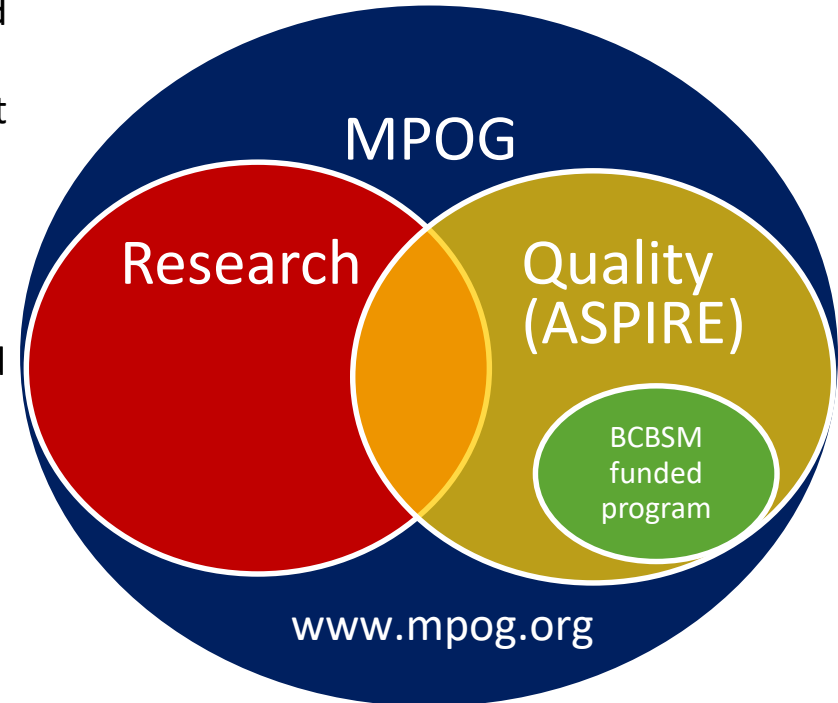 MPOG
Research
Quality
(ASPIRE)
BCBSM
funded
program
www.mpog.org